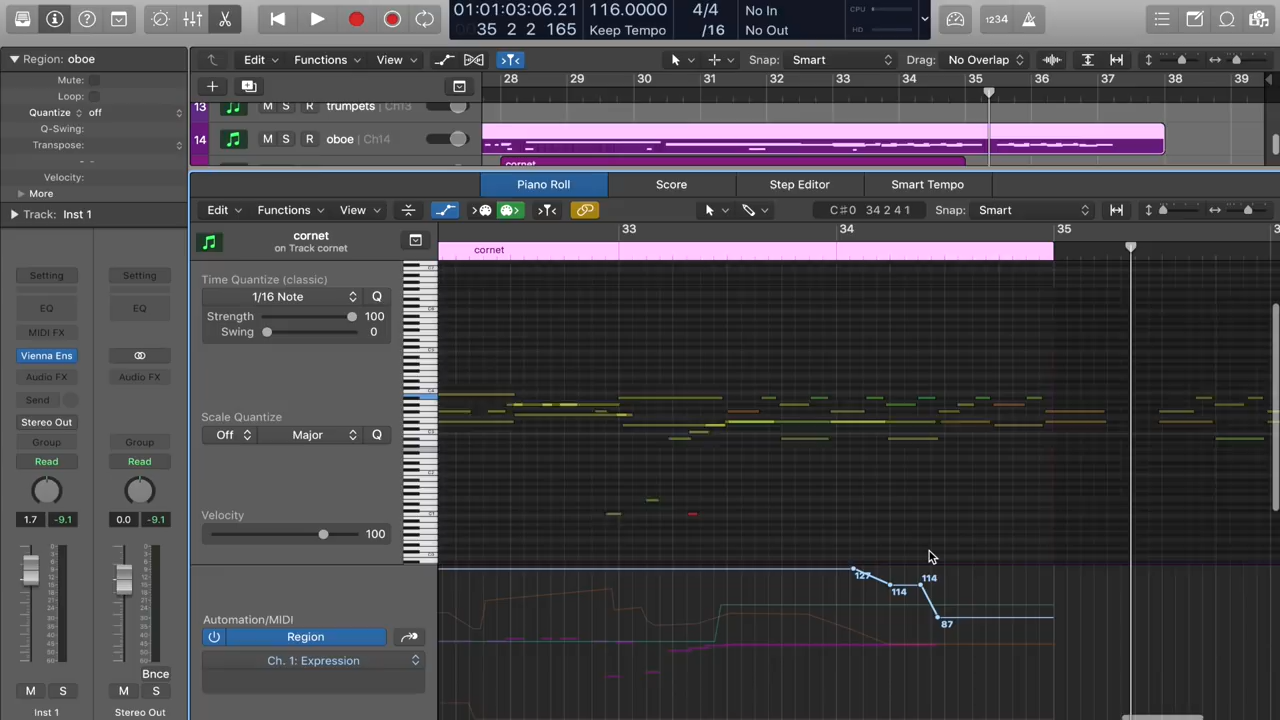 01:01:03:06.21 116.0000 4/4 No In CPU
35 2 2 165 Keep Tempo /16 No Out HD
1234
Region: oboe
Mute:
Loop:
Quantize off
Q-Swing:
Transpose:
- -
Velocity:
More
Track: Inst 1
Edit Functions View Snap: Smart Drag: No Overlap
28 29 30 31 32 33 34 35 36 37 38 39
13 M S R trumpets | Ch13
14 M S R oboe | Ch14
cornet
Piano Roll Score Step Editor Smart Tempo
Edit Functions View C#0 34 2 4 1 Snap: Smart
33 34 35
cornet
on Track cornet
cornet
Time Quantize (classic)
1/16 Note Q
Strength 100
Swing 0
Scale Quantize
Off Major Q
Velocity
100
Automation/MIDI
Region
Ch. 1: Expression
127 114 114 87
Setting Setting
EQ EQ
MIDI FX
Vienna Ens
Audio FX Audio FX
Send
Stereo Out
Group Group
Read Read
1.7 -9.1 0.0 -9.1
Bnce
M S M S
Inst 1 Stereo Out